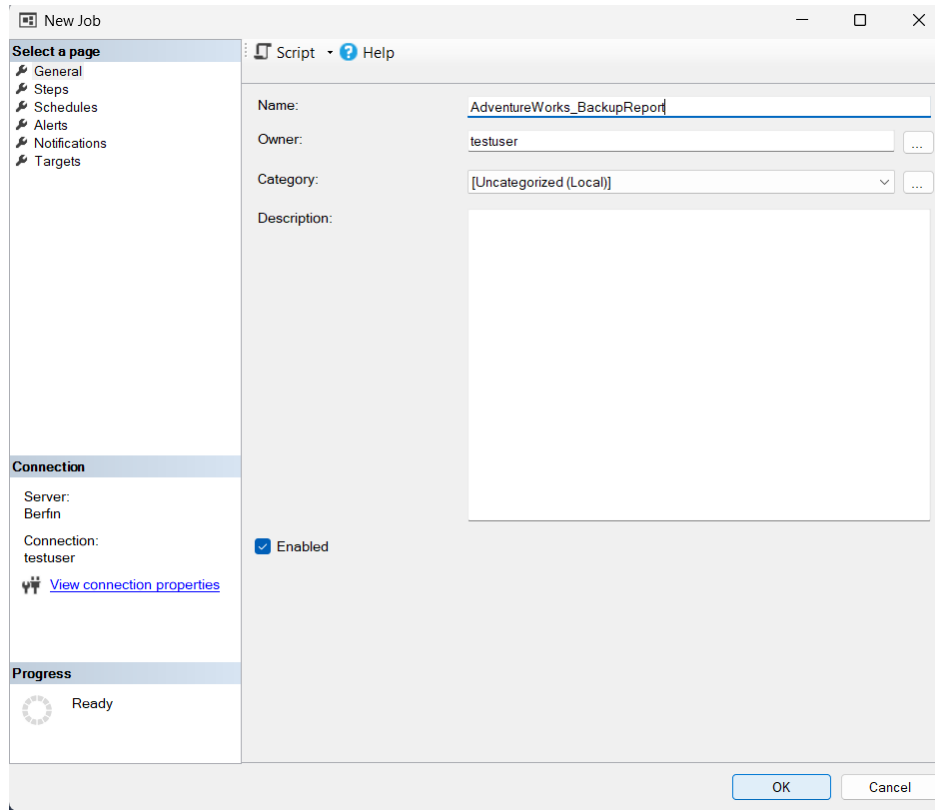 New Job
Select a page
General
Steps
Schedules
Alerts
Notifications
Targets
Script
Help
Name:
AdventureWorks_BackupReport
Owner:
testuser
...
Category:
[Uncategorized (Local)]
...
Description:
Enabled
Connection
Server:
Berfin
Connection:
testuser
View connection properties
Progress
Ready
OK
Cancel